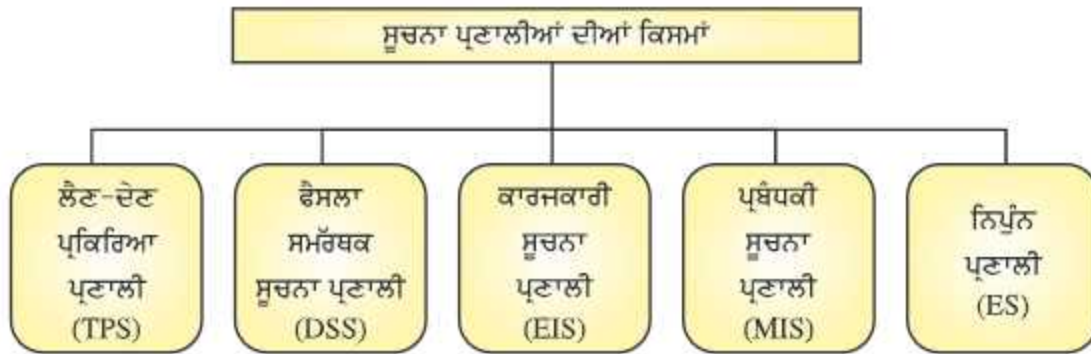 ਸੂਚਨਾ ਪ੍ਰਣਾਲੀਆਂ ਦੀਆਂ ਕਿਸਮਾਂ
ਲੈਣ-ਦੇਣ
ਪ੍ਰਕਿਰਿਆ
ਪ੍ਰਣਾਲੀ
(TPS)
ਫੈਸਲਾ
ਸਮਰੱਥਕ
ਸੂਚਨਾ ਪ੍ਰਣਾਲੀ
(DSS)
ਕਾਰਜਕਾਰੀ
ਸੂਚਨਾ
ਪ੍ਰਣਾਲੀ
(EIS)
ਪ੍ਰਬੰਧਕੀ
ਸੂਚਨਾ
ਪ੍ਰਣਾਲੀ
(MIS)
ਨਿਪੁੰਨ
ਪ੍ਰਣਾਲੀ
(ES)